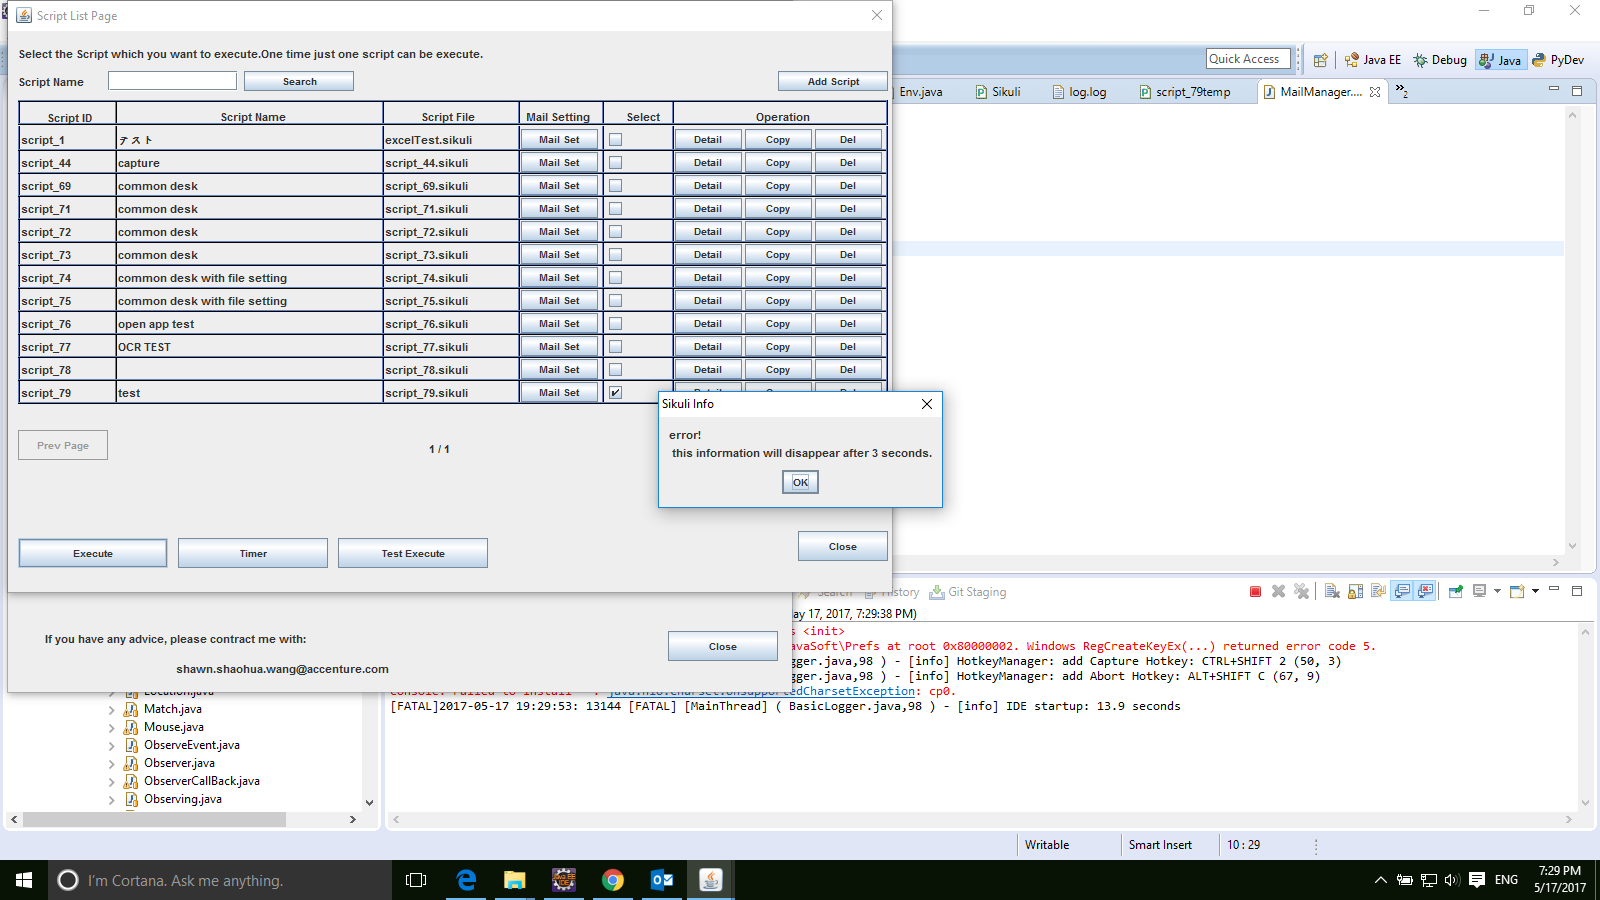 Script List Page
Select the Script which you want to execute.One time just one script can be execute.
Script Name Search Add Script
Script ID Script Name Script File Mail Setting Select Operation
script_1 テスト excelTest.sikuli Mail Set Detail Copy Del
script_44 capture script_44.sikuli Mail Set Detail Copy Del
script_69 common desk script_69.sikuli Mail Set Detail Copy Del
script_71 common desk script_71.sikuli Mail Set Detail Copy Del
script_72 common desk script_72.sikuli Mail Set Detail Copy Del
script_73 common desk script_73.sikuli Mail Set Detail Copy Del
script_74 common desk with file setting script_74.sikuli Mail Set Detail Copy Del
script_75 common desk with file setting script_75.sikuli Mail Set Detail Copy Del
script_76 open app test script_76.sikuli Mail Set Detail Copy Del
script_77 OCR TEST script_77.sikuli Mail Set Detail Copy Del
script_78 script_78.sikuli Mail Set Detail Copy Del
script_79 test script_79.sikuli Mail Set
Sikuli Info
error!
this information will disappear after 3 seconds.
OK
Prev Page 1 / 1
Execute Timer Test Execute Close
If you have any advice, please contract me with:
shawn.shaohua.wang@accenture.com
Close
Quick Access Java EE Debug Java PyDev
Env.java Sikuli log.log script_79temp MailManager.... 2
Search History Git Staging
ay 17, 2017, 7:29:38 PM)
s <init>
avaSoft\Prefs at root 0x80000002. Windows RegCreateKeyEx(...) returned error code 5.
gger.java,98 ) - [info] HotkeyManager: add Capture Hotkey: CTRL+SHIFT 2 (50, 3)
gger.java,98 ) - [info] HotkeyManager: add Abort Hotkey: ALT+SHIFT C (67, 9)
console: Failed to install '': java.nio.charset.UnsupportedCharsetException: cp0.
[FATAL]2017-05-17 19:29:53: 13144 [FATAL] [MainThread] ( BasicLogger.java,98 ) - [info] IDE startup: 13.9 seconds
Location.java
Match.java
Mouse.java
ObserveEvent.java
Observer.java
ObserverCallBack.java
Observing.java
Writable Smart Insert 10 : 29
I'm Cortana. Ask me anything.
ENG
7:29 PM
5/17/2017